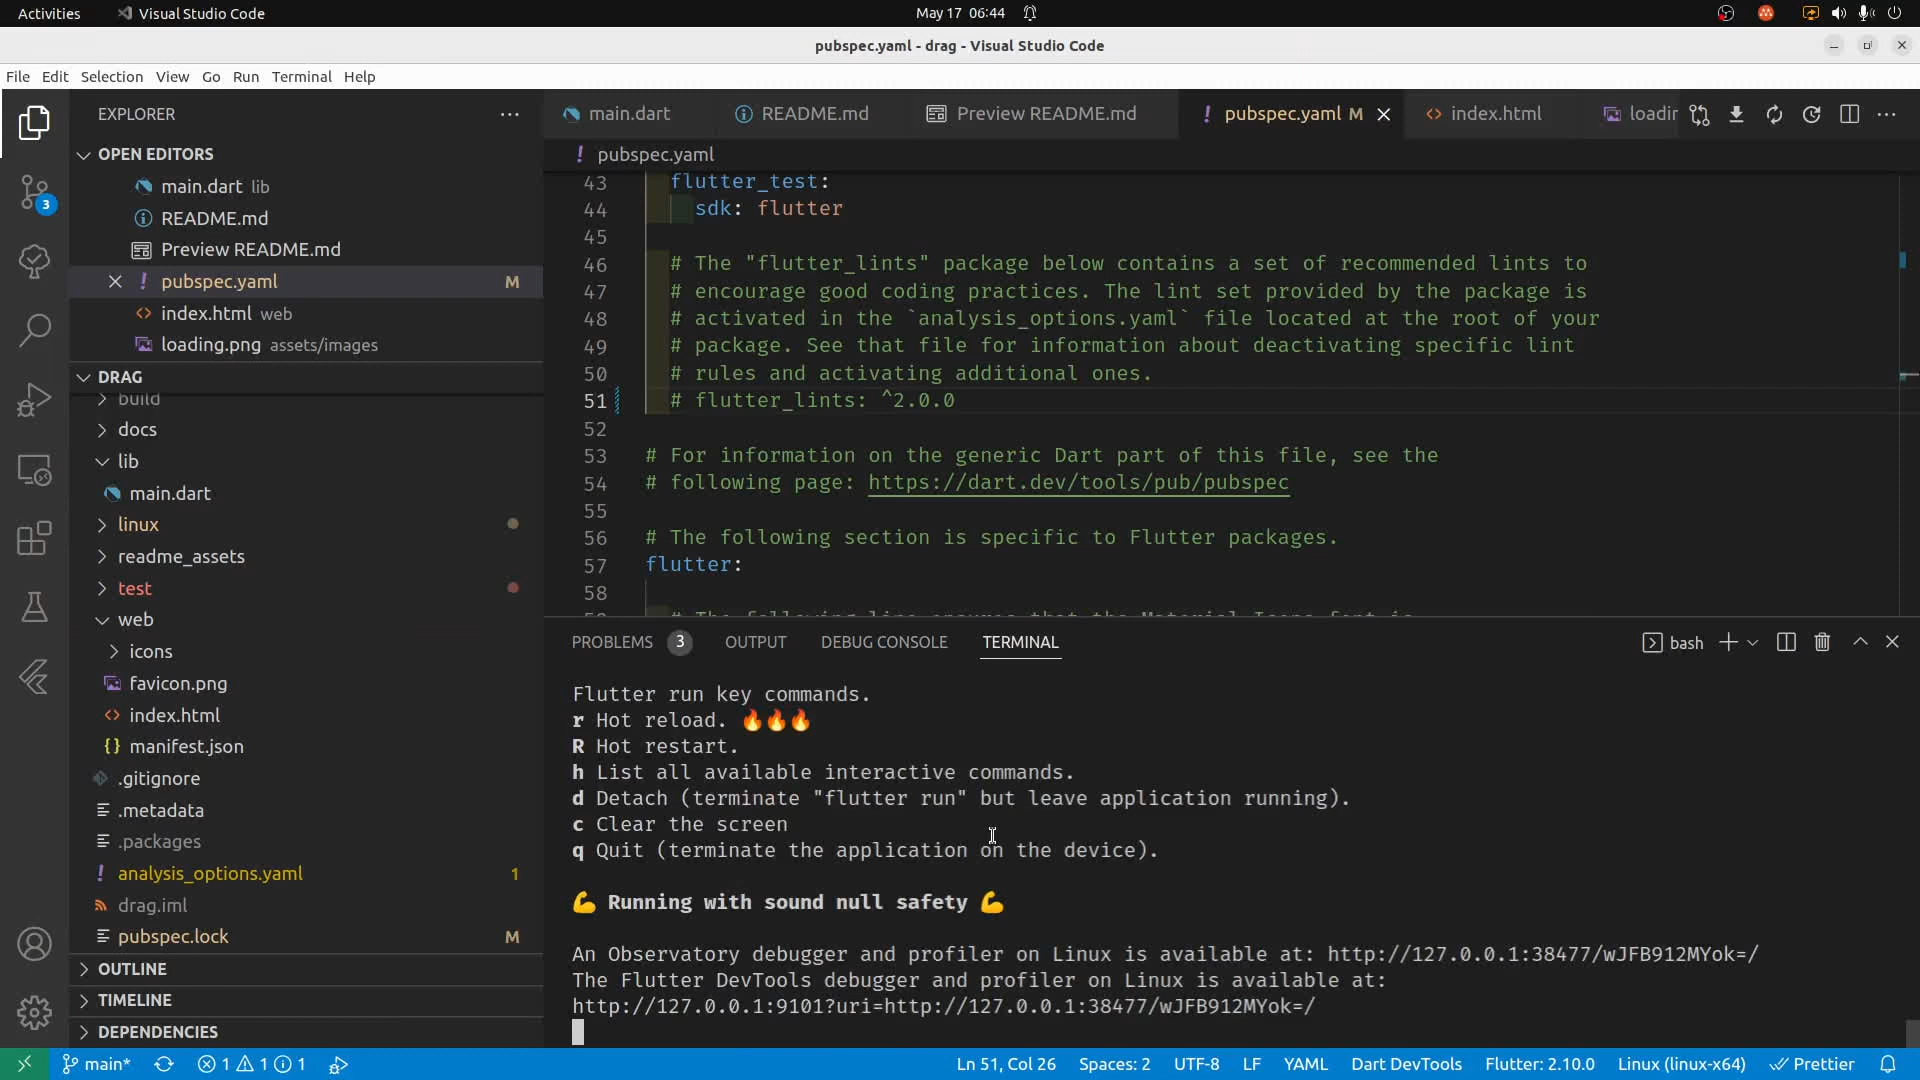 Activities
Visual Studio Code
May 17 06:44
pubspec.yaml - drag - Visual Studio Code
File Edit Selection View Go Run Terminal Help
EXPLORER
OPEN EDITORS
main.dart lib
README.md
Preview README.md
pubspec.yaml M
index.html web
loading.png assets/images
DRAG
build
docs
lib
main.dart
linux
readme_assets
test
web
icons
favicon.png
index.html
manifest.json
.gitignore
.metadata
.packages
analysis_options.yaml 1
drag.iml
pubspec.lock M
OUTLINE
TIMELINE
DEPENDENCIES
3
main.dart README.md Preview README.md pubspec.yaml M index.html loadir
pubspec.yaml
43 flutter_test:
44 sdk: flutter
45
46 # The "flutter_lints" package below contains a set of recommended lints to
47 # encourage good coding practices. The lint set provided by the package is
48 # activated in the `analysis_options.yaml` file located at the root of your
49 # package. See that file for information about deactivating specific lint
50 # rules and activating additional ones.
51 # flutter_lints: ^2.0.0
52
53 # For information on the generic Dart part of this file, see the
54 # following page: https://dart.dev/tools/pub/pubspec
55
56 # The following section is specific to Flutter packages.
57 flutter:
58
# The following line ensures that the Material Icons font is
PROBLEMS 3 OUTPUT DEBUG CONSOLE TERMINAL
bash
Flutter run key commands.
r Hot reload. 🔥🔥🔥
R Hot restart.
h List all available interactive commands.
d Detach (terminate "flutter run" but leave application running).
c Clear the screen
q Quit (terminate the application on the device).
💪 Running with sound null safety 💪
An Observatory debugger and profiler on Linux is available at: http://127.0.0.1:38477/wJFB912MYok=/
The Flutter DevTools debugger and profiler on Linux is available at:
http://127.0.0.1:9101?uri=http://127.0.0.1:38477/wJFB912MYok=/
main* 1 1 1
Ln 51, Col 26 Spaces: 2 UTF-8 LF YAML Dart DevTools Flutter: 2.10.0 Linux (linux-x64) Prettier